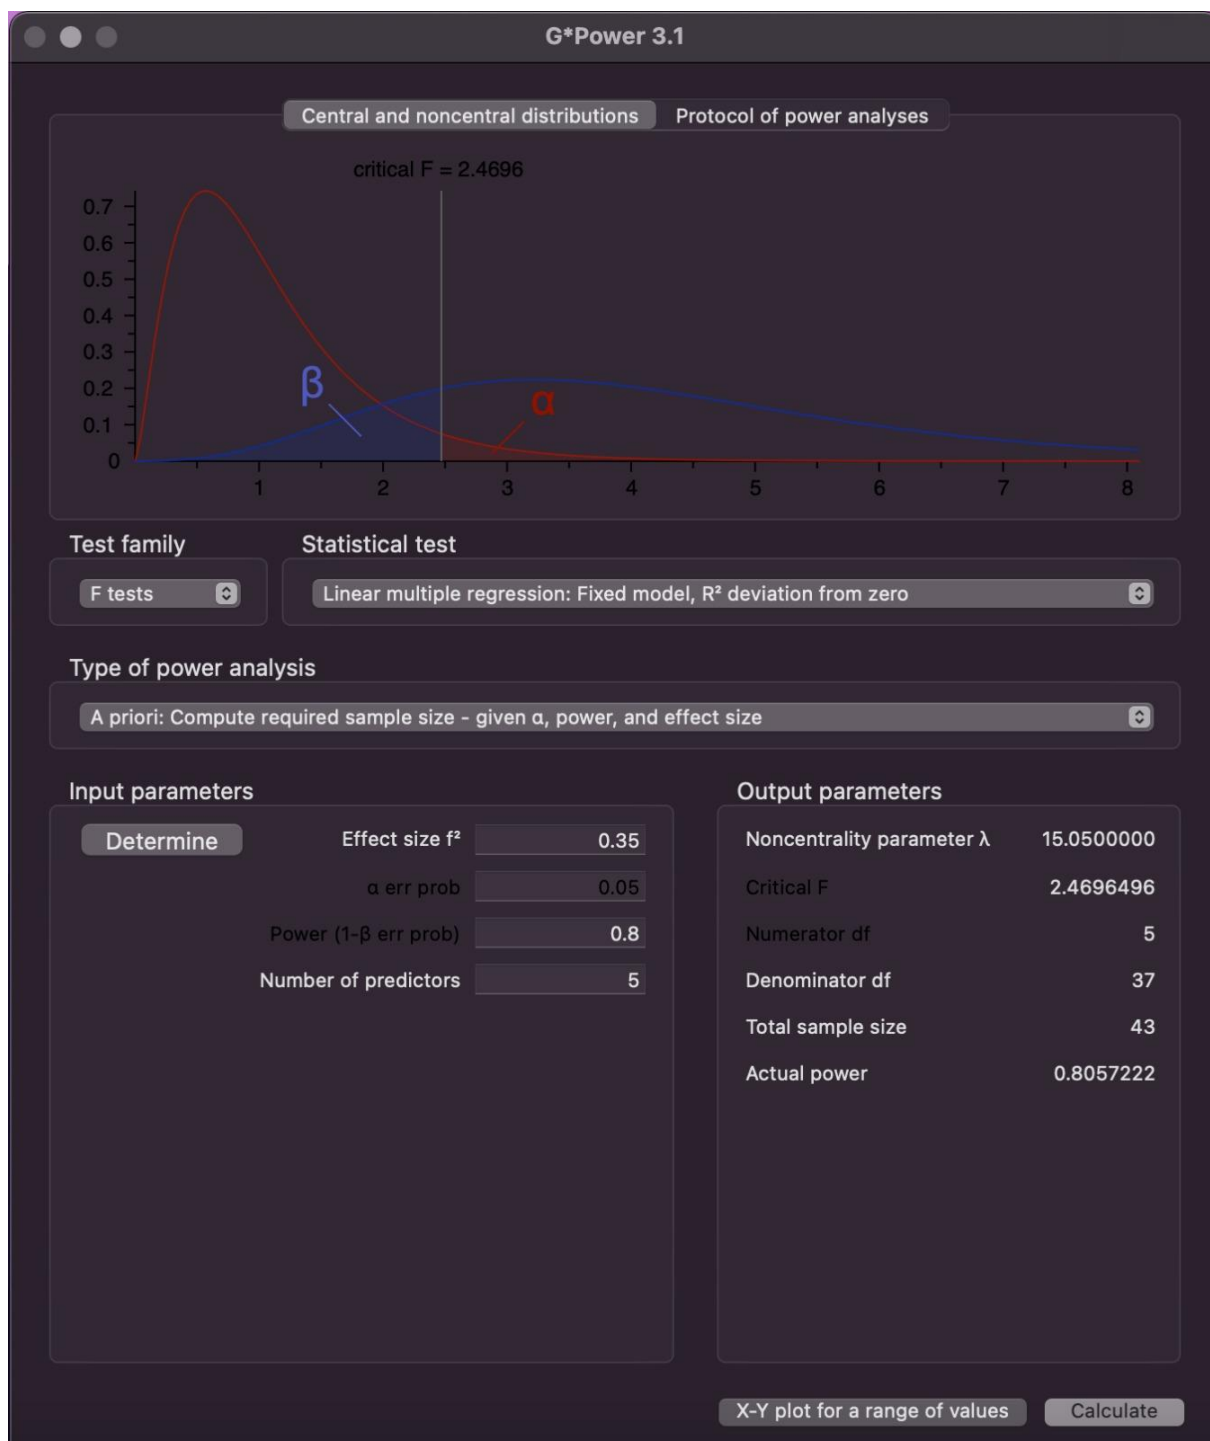 G*Power 3.1
Central and noncentral distributions Protocol of power analyses
critical F = 2.4696
0.7
0.6
0.5
0.4
0.3
0.2
0.1
0
β
α
1 2 3 4 5 6 7 8
Test family Statistical test
F tests Linear multiple regression: Fixed model, R² deviation from zero
Type of power analysis
A priori: Compute required sample size - given α, power, and effect size
Input parameters Output parameters
Determine Effect size f² 0.35 Noncentrality parameter λ 15.0500000
α err prob 0.05 Critical F 2.4696496
Power (1-β err prob) 0.8 Numerator df 5
Number of predictors 5 Denominator df 37
Total sample size 43
Actual power 0.8057222
X-Y plot for a range of values Calculate